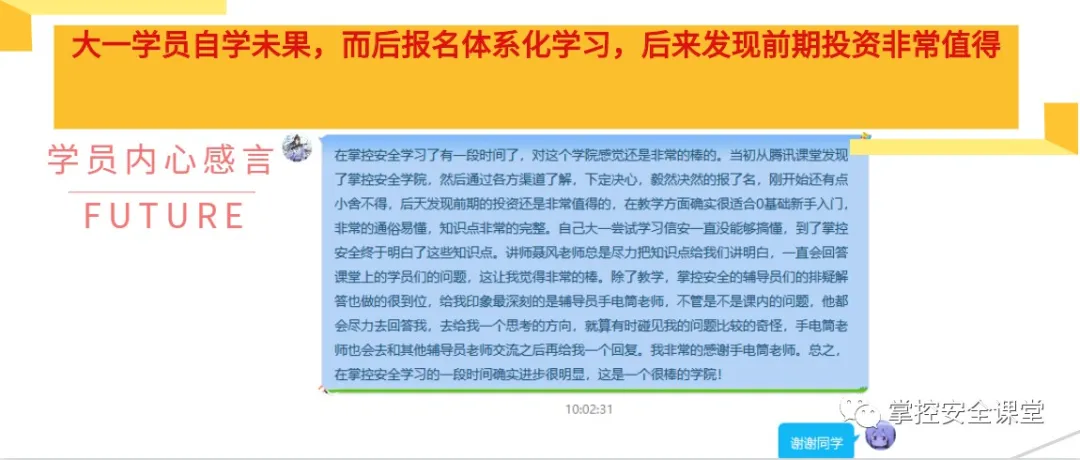 大一学员自学未果，而后报名体系化学习，后来发现前期投资非常值得
学员内心感言
FUTURE
在掌控安全学习了有一段时间了，对这个学院感觉还是非常的棒的。当初从腾讯课堂发现
了掌控安全学院，然后通过各方渠道了解，下定决心，毅然决然的报了名，刚开始还有点
小舍不得，后天发现前期的投资还是非常值得的，在教学方面确实很适合0基础新手入门，
非常的通俗易懂，知识点非常的完整。自己大一尝试学习信安一直没能够搞懂，到了掌控
安全终于明白了这些知识点。讲师聂风老师总是尽力把知识点给我们讲明白，一直会回答
课堂上的学员们的问题，这让我觉得非常的棒。除了教学，掌控安全的辅导员们的排疑解
答也做的很到位，给我印象最深刻的是辅导员手电筒老师，不管是不是课内的问题，他都
会尽力去回答我，去给我一个思考的方向，就算有时碰见我的问题比较的奇怪，手电筒老
师也会去和其他辅导员老师交流之后再给我一个回复。我非常的感谢手电筒老师。总之，
在掌控安全学习的一段时间确实进步很明显，这是一个很棒的学院！
10:02:31
掌控安全课堂
谢谢同学